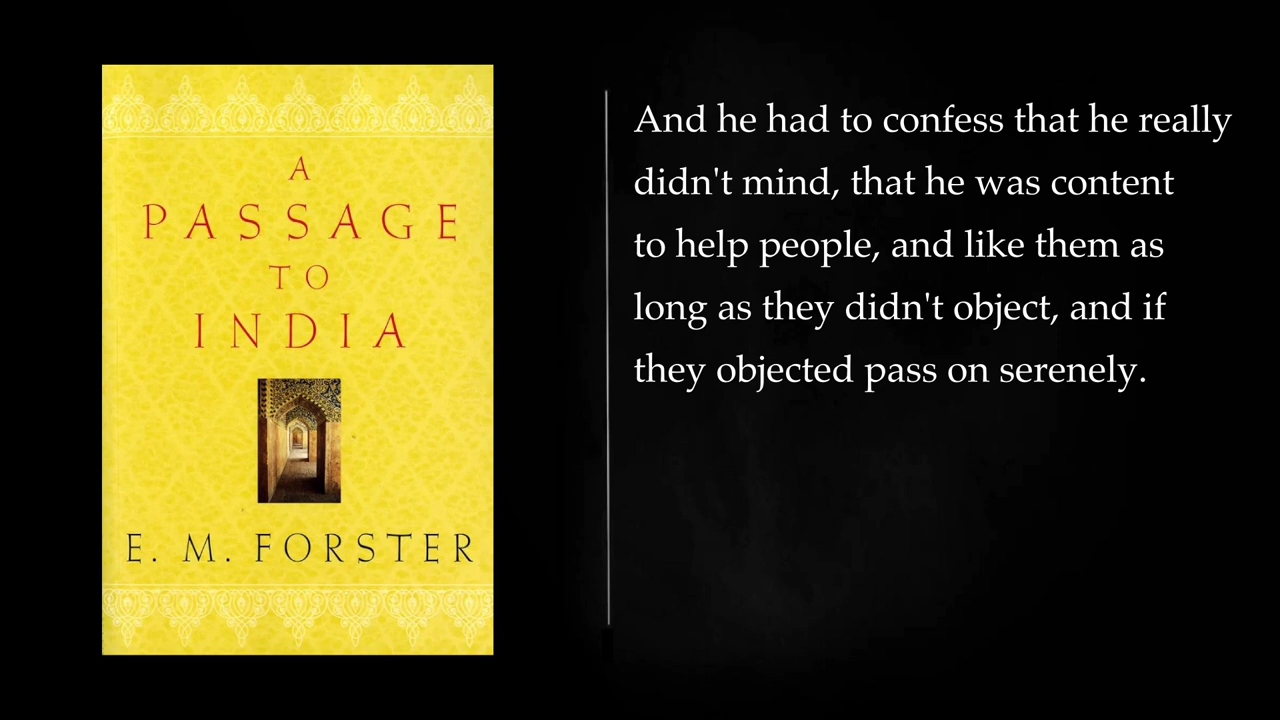 A
PASSAGE
TO
INDIA
E. M. FORSTER
And he had to confess that he really
didn't mind, that he was content
to help people, and like them as
long as they didn't object, and if
they objected pass on serenely.